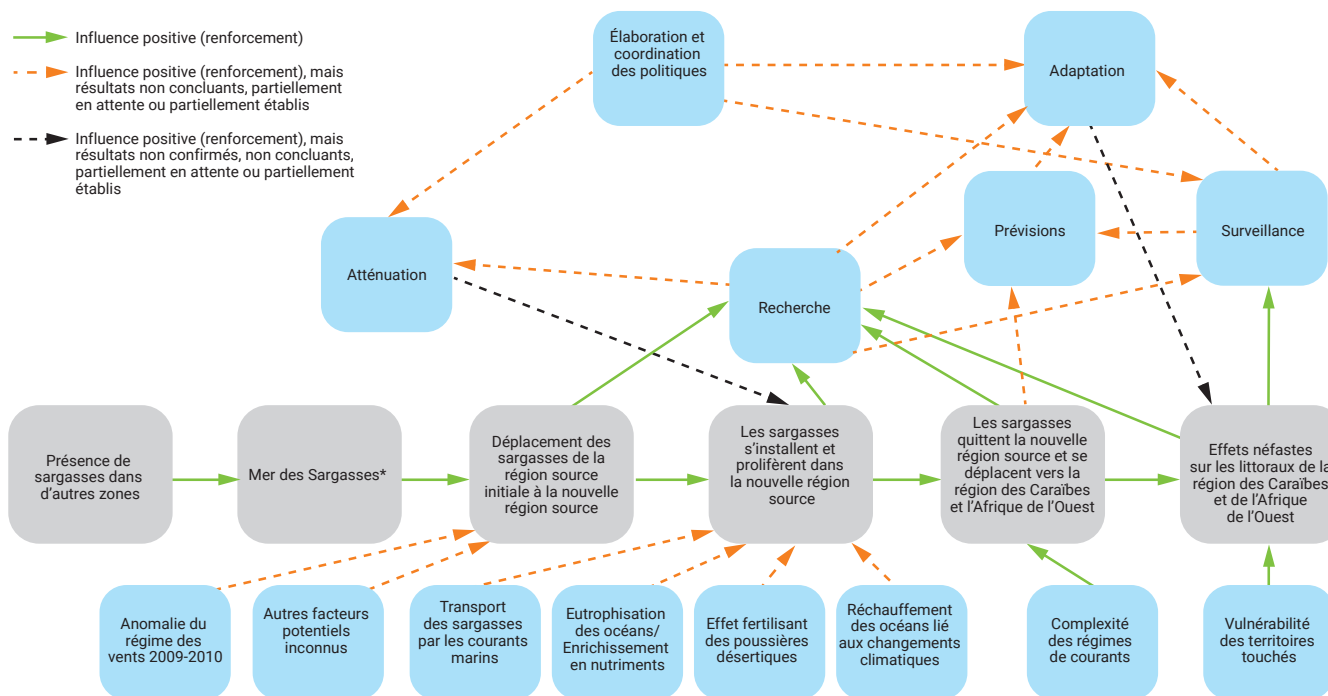 Influence positive (renforcement)
Influence positive (renforcement), mais
résultats non concluants, partiellement
en attente ou partiellement établis
Influence positive (renforcement), mais
résultats non confirmés, non concluants,
partiellement en attente ou partiellement
établis
Élaboration et
coordination
des politiques
Adaptation
Atténuation
Recherche
Prévisions
Surveillance
Présence de
sargasses dans
d'autres zones
Mer des Sargasses*
Déplacement des
sargasses de la
région source
initiale à la nouvelle
région source
Les sargasses
s'installent et
prolifèrent dans
la nouvelle région
source
Les sargasses
quittent la nouvelle
région source et se
déplacent vers la
région des Caraïbes
et l'Afrique de l'Ouest
Effets néfastes
sur les littoraux de la
région des Caraïbes
et de l'Afrique
de l'Ouest
Anomalie du
régime des
vents 2009-2010
Autres facteurs
potentiels
inconnus
Transport
des sargasses
par les courants
marins
Eutrophisation
des océans/
Enrichissement
en nutriments
Effet fertilisant
des poussières
désertiques
Réchauffement
des océans lié
aux changements
climatiques
Complexité
des régimes
de courants
Vulnérabilité
des territoires
touchés